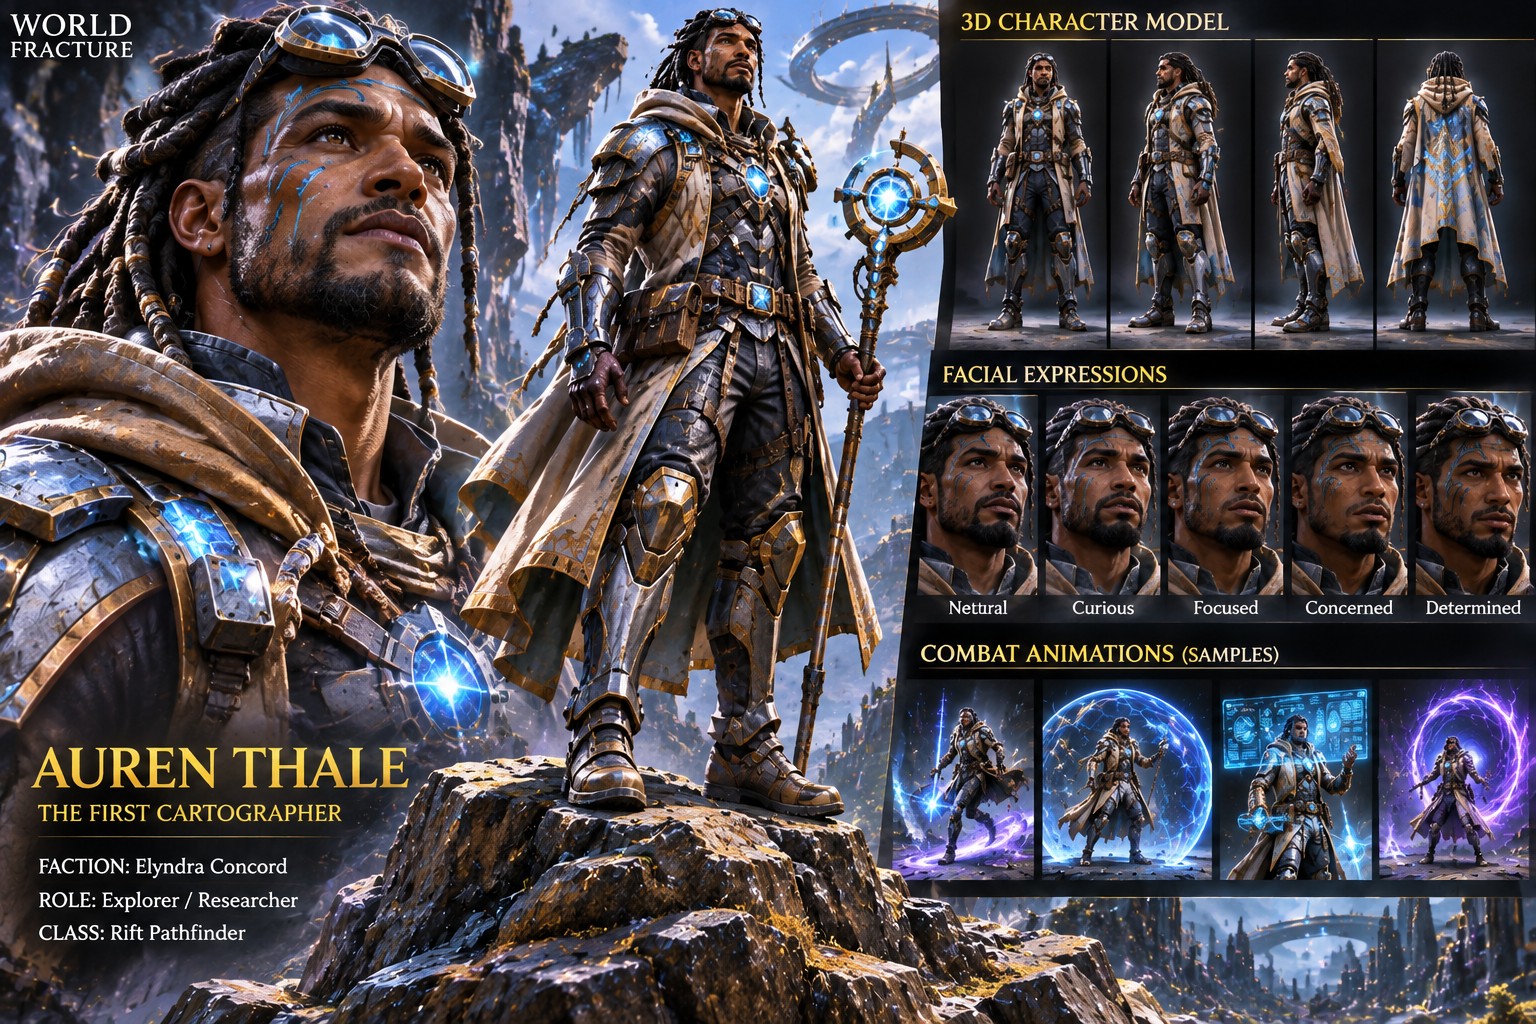 WORLD
FRACTURE
AUREN THALE
THE FIRST CARTOGRAPHER
FACTION: Elyndra Concord
ROLE: Explorer / Researcher
CLASS: Rift Pathfinder
3D CHARACTER MODEL
FACIAL EXPRESSIONS
Nettural
Curious
Focused
Concerned
Determined
COMBAT ANIMATIONS (SAMPLES)